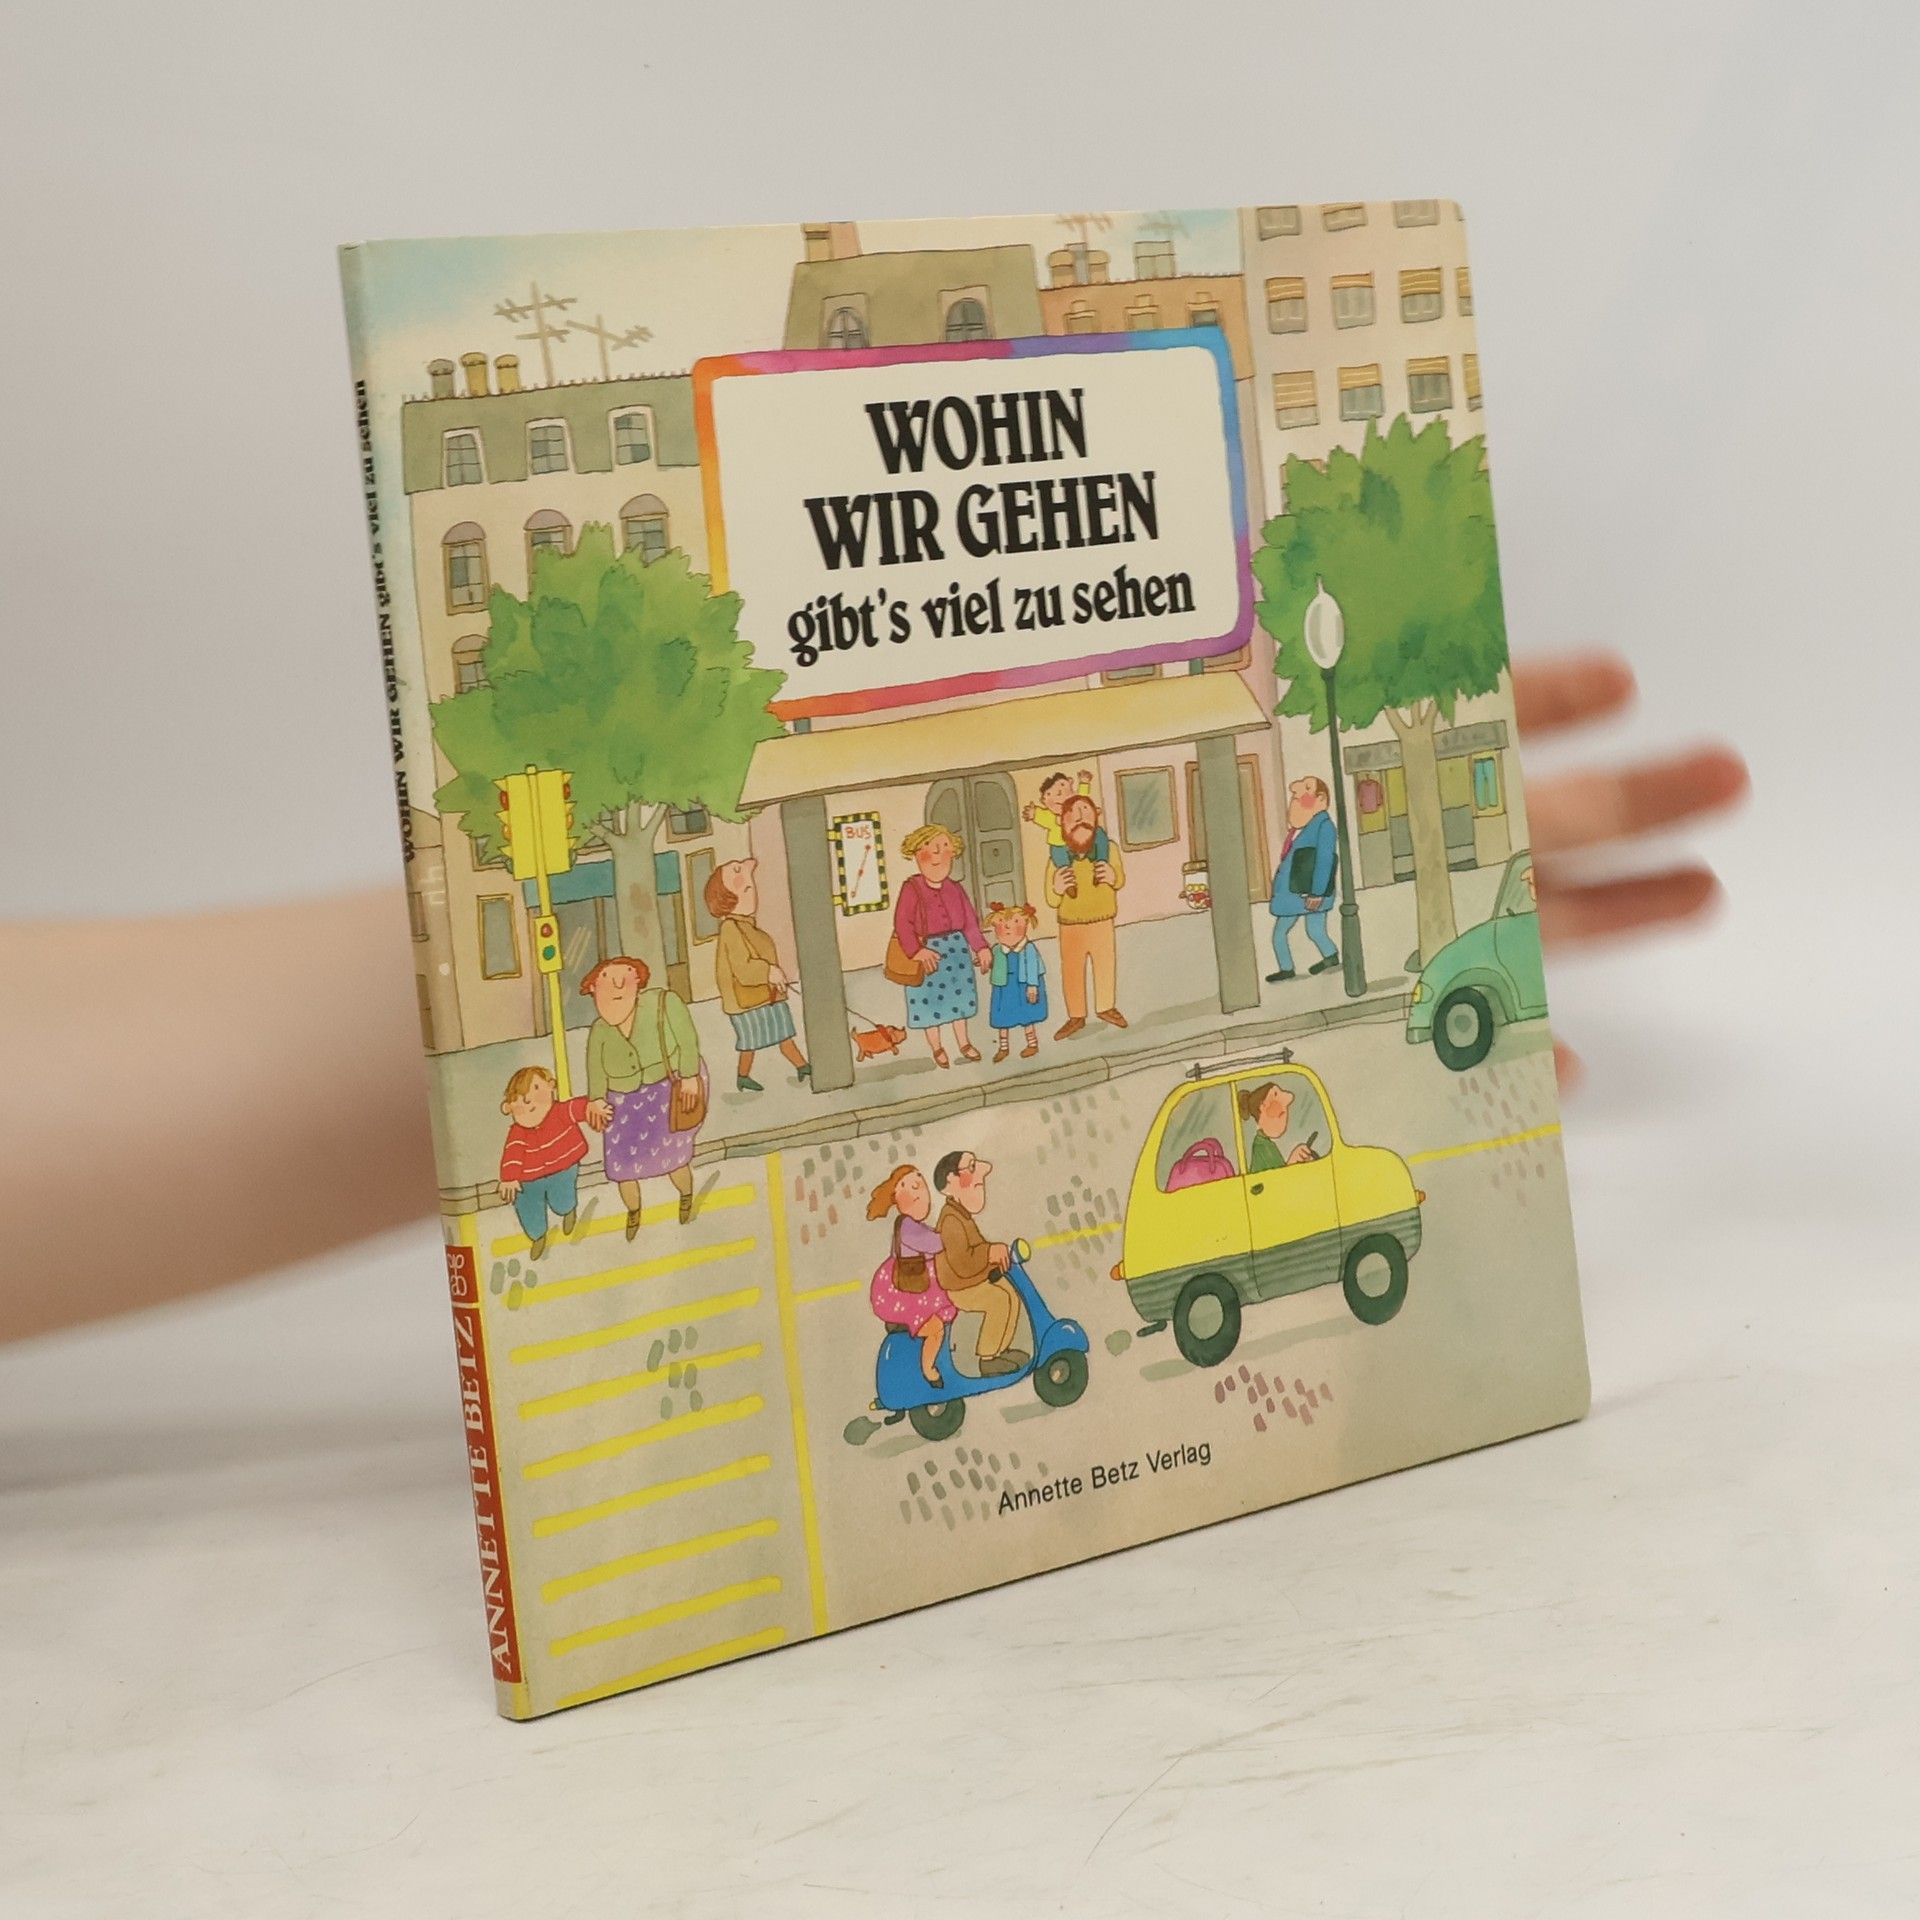 WOHIN
WIR GEHEN
gibt's viel zu sehen
BUS
Annette Betz Verlag
WOHIN WIR GEHEN gibt's viel zu sehen
ANNETTE BETZ